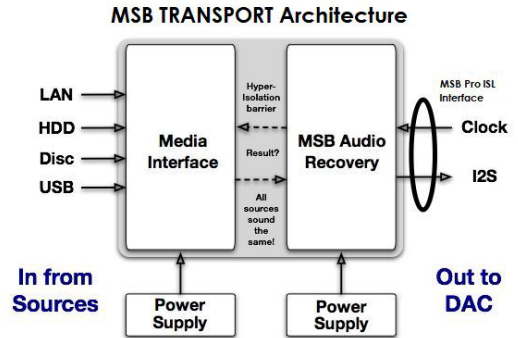 MSB TRANSPORT Architecture
LAN
HDD
Disc
USB
Media
Interface
Hyper-
Isolation
barrier
Result?
All
sources
sound
the
same!
MSB Audio
Recovery
MSB Pro ISL
Interface
Clock
I2S
In from
Sources
Power
Supply
Power
Supply
Out to
DAC